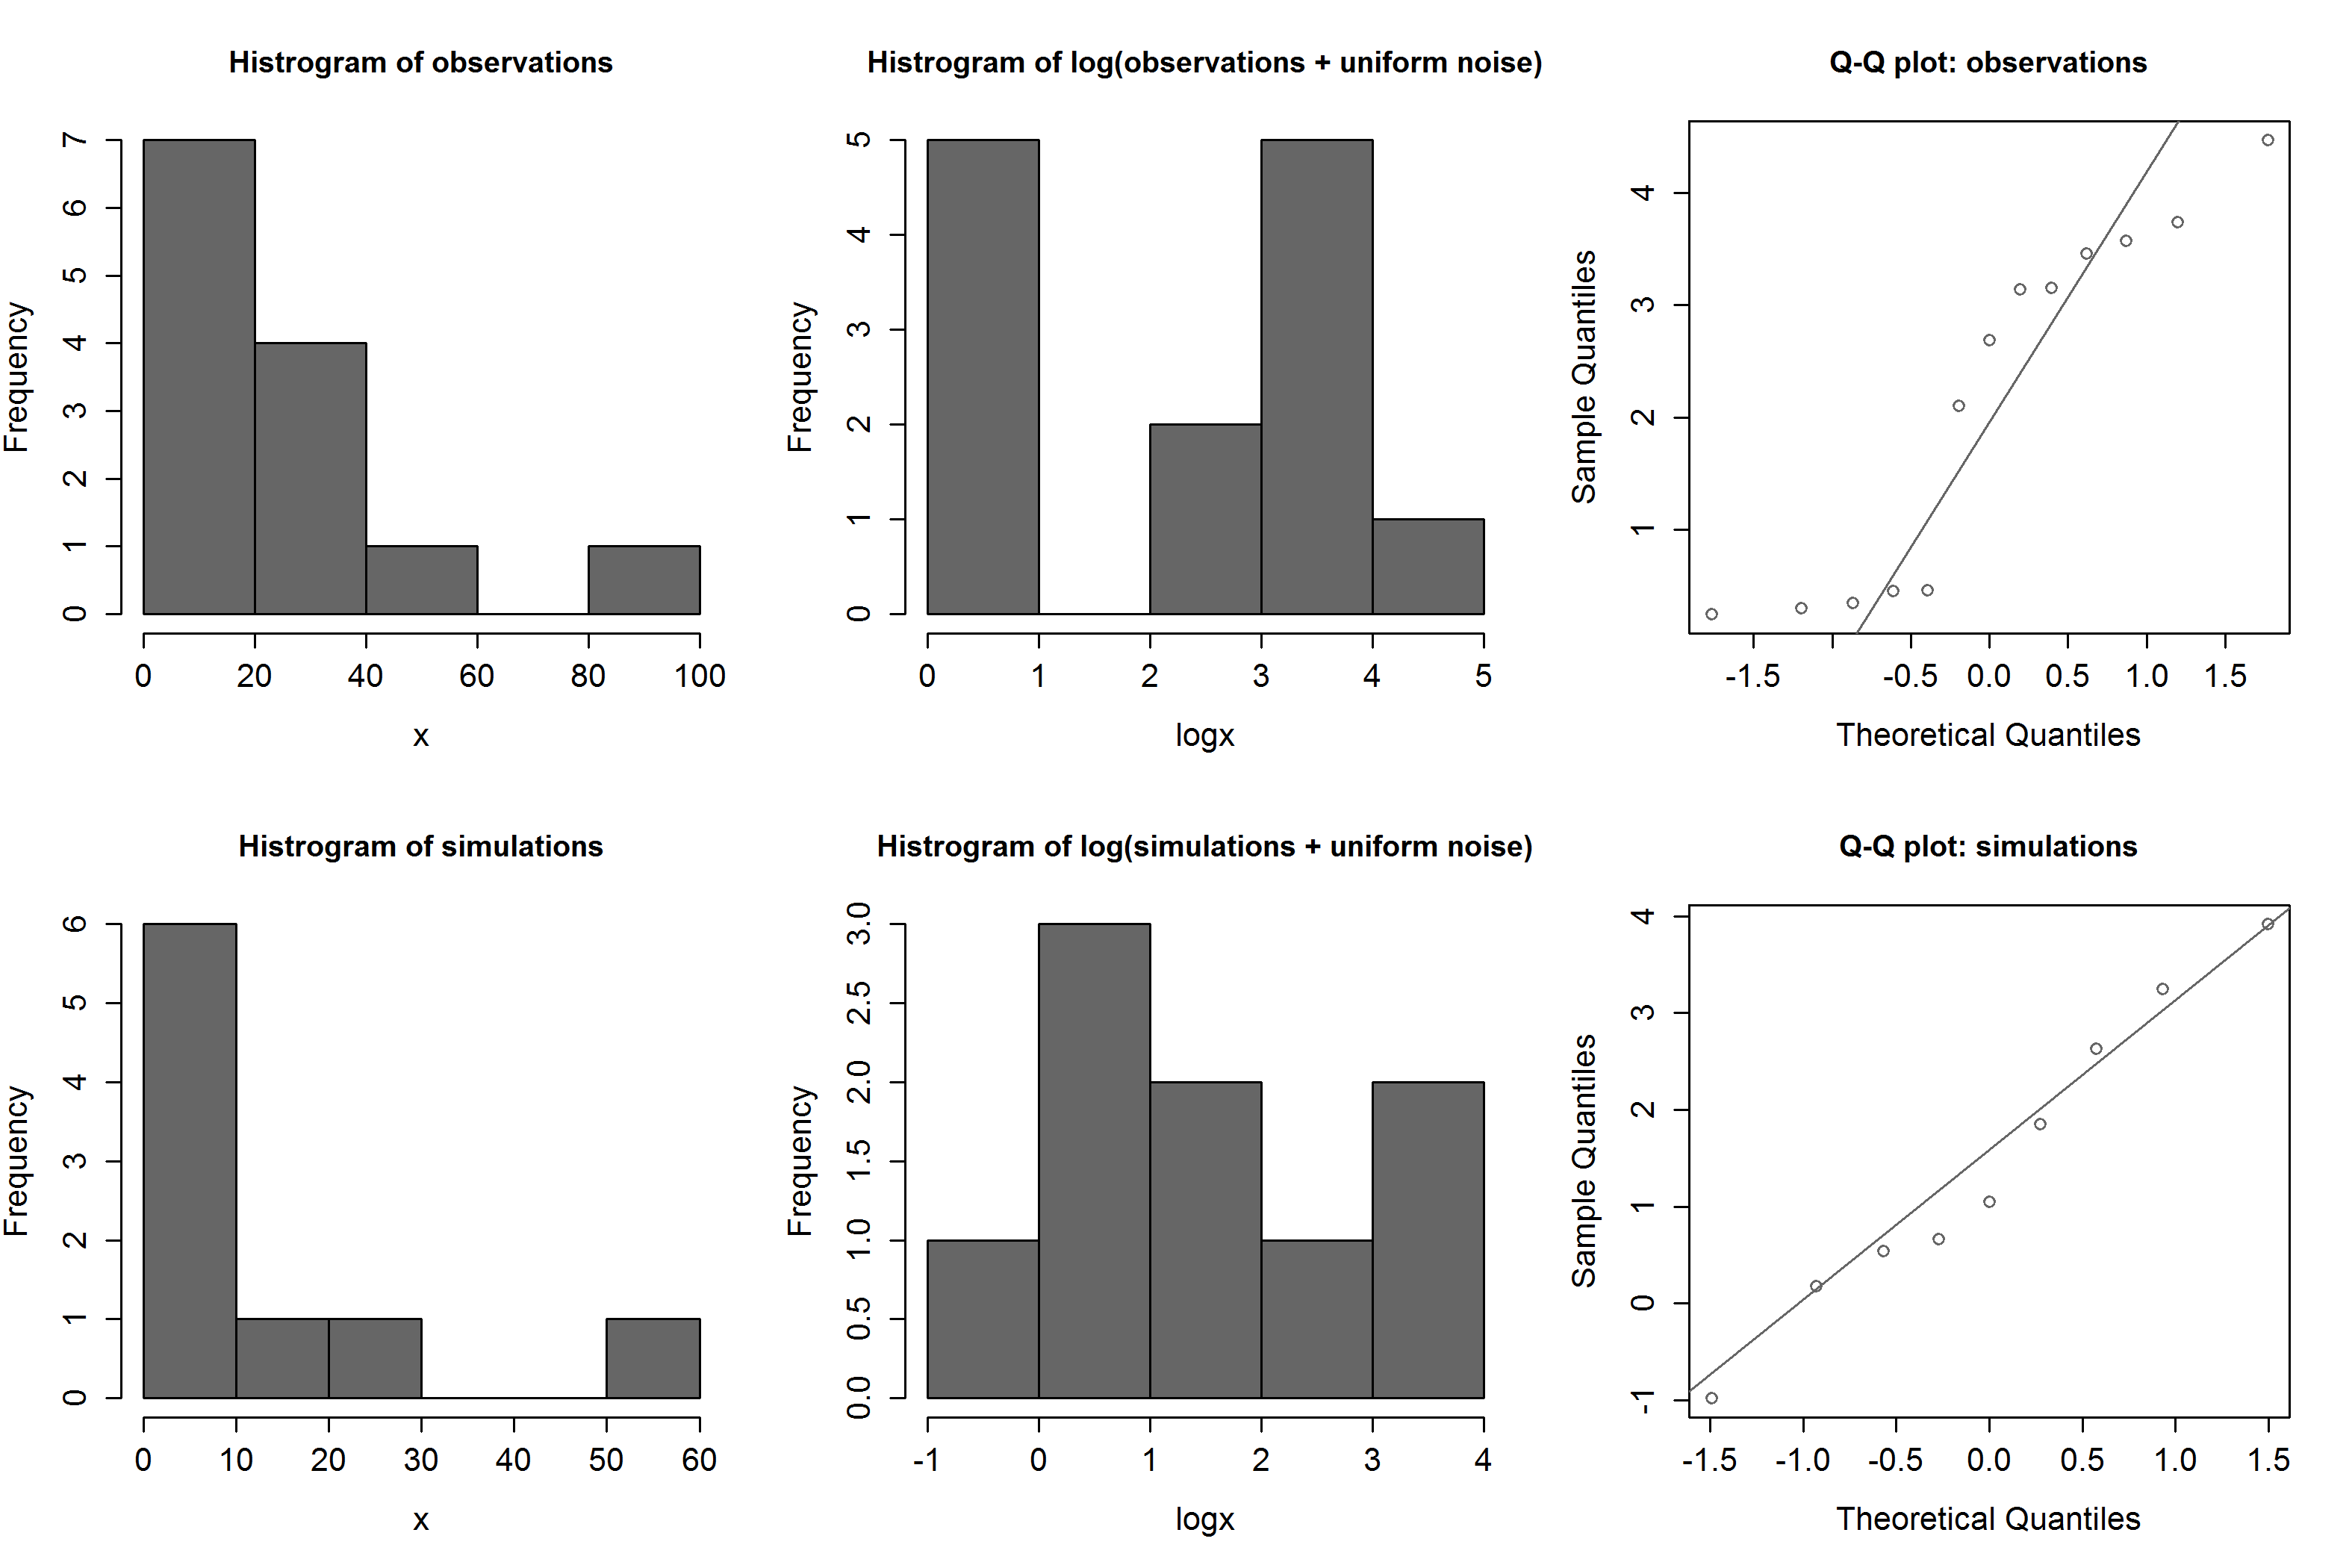 Histrogram of observations
Frequency
0 1 2 3 4 5 6 7
0 20 40 60 80 100
x
Histrogram of log(observations + uniform noise)
Frequency
0 1 2 3 4 5
0 1 2 3 4 5
logx
Q-Q plot: observations
Sample Quantiles
1 2 3 4
-1.5 -0.5 0.0 0.5 1.0 1.5
Theoretical Quantiles
Histrogram of simulations
Frequency
0 1 2 3 4 5 6
0 10 20 30 40 50 60
x
Histrogram of log(simulations + uniform noise)
Frequency
0.0 0.5 1.0 1.5 2.0 2.5 3.0
-1 0 1 2 3 4
logx
Q-Q plot: simulations
Sample Quantiles
-1 0 1 2 3 4
-1.5 -1.0 -0.5 0.0 0.5 1.0 1.5
Theoretical Quantiles